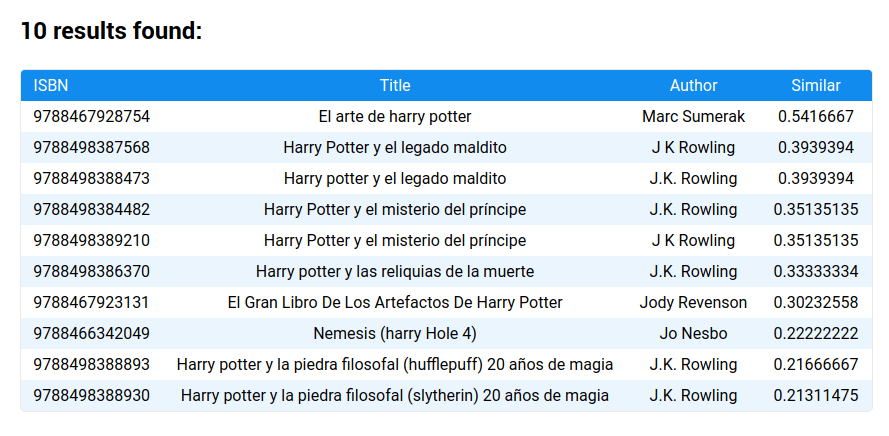 10 results found:
ISBN Title Author Similar
9788467928754 El arte de harry potter Marc Sumerak 0.5416667
9788498387568 Harry Potter y el legado maldito J K Rowling 0.3939394
9788498388473 Harry potter y el legado maldito J.K. Rowling 0.3939394
9788498384482 Harry Potter y el misterio del príncipe J.K. Rowling 0.35135135
9788498389210 Harry Potter y el misterio del príncipe J K Rowling 0.35135135
9788498386370 Harry potter y las reliquias de la muerte J.K. Rowling 0.33333334
9788467923131 El Gran Libro De Los Artefactos De Harry Potter Jody Revenson 0.30232558
9788466342049 Nemesis (harry Hole 4) Jo Nesbo 0.22222222
9788498388893 Harry potter y la piedra filosofal (hufflepuff) 20 años de magia J.K. Rowling 0.21666667
9788498388930 Harry potter y la piedra filosofal (slytherin) 20 años de magia J.K. Rowling 0.21311475